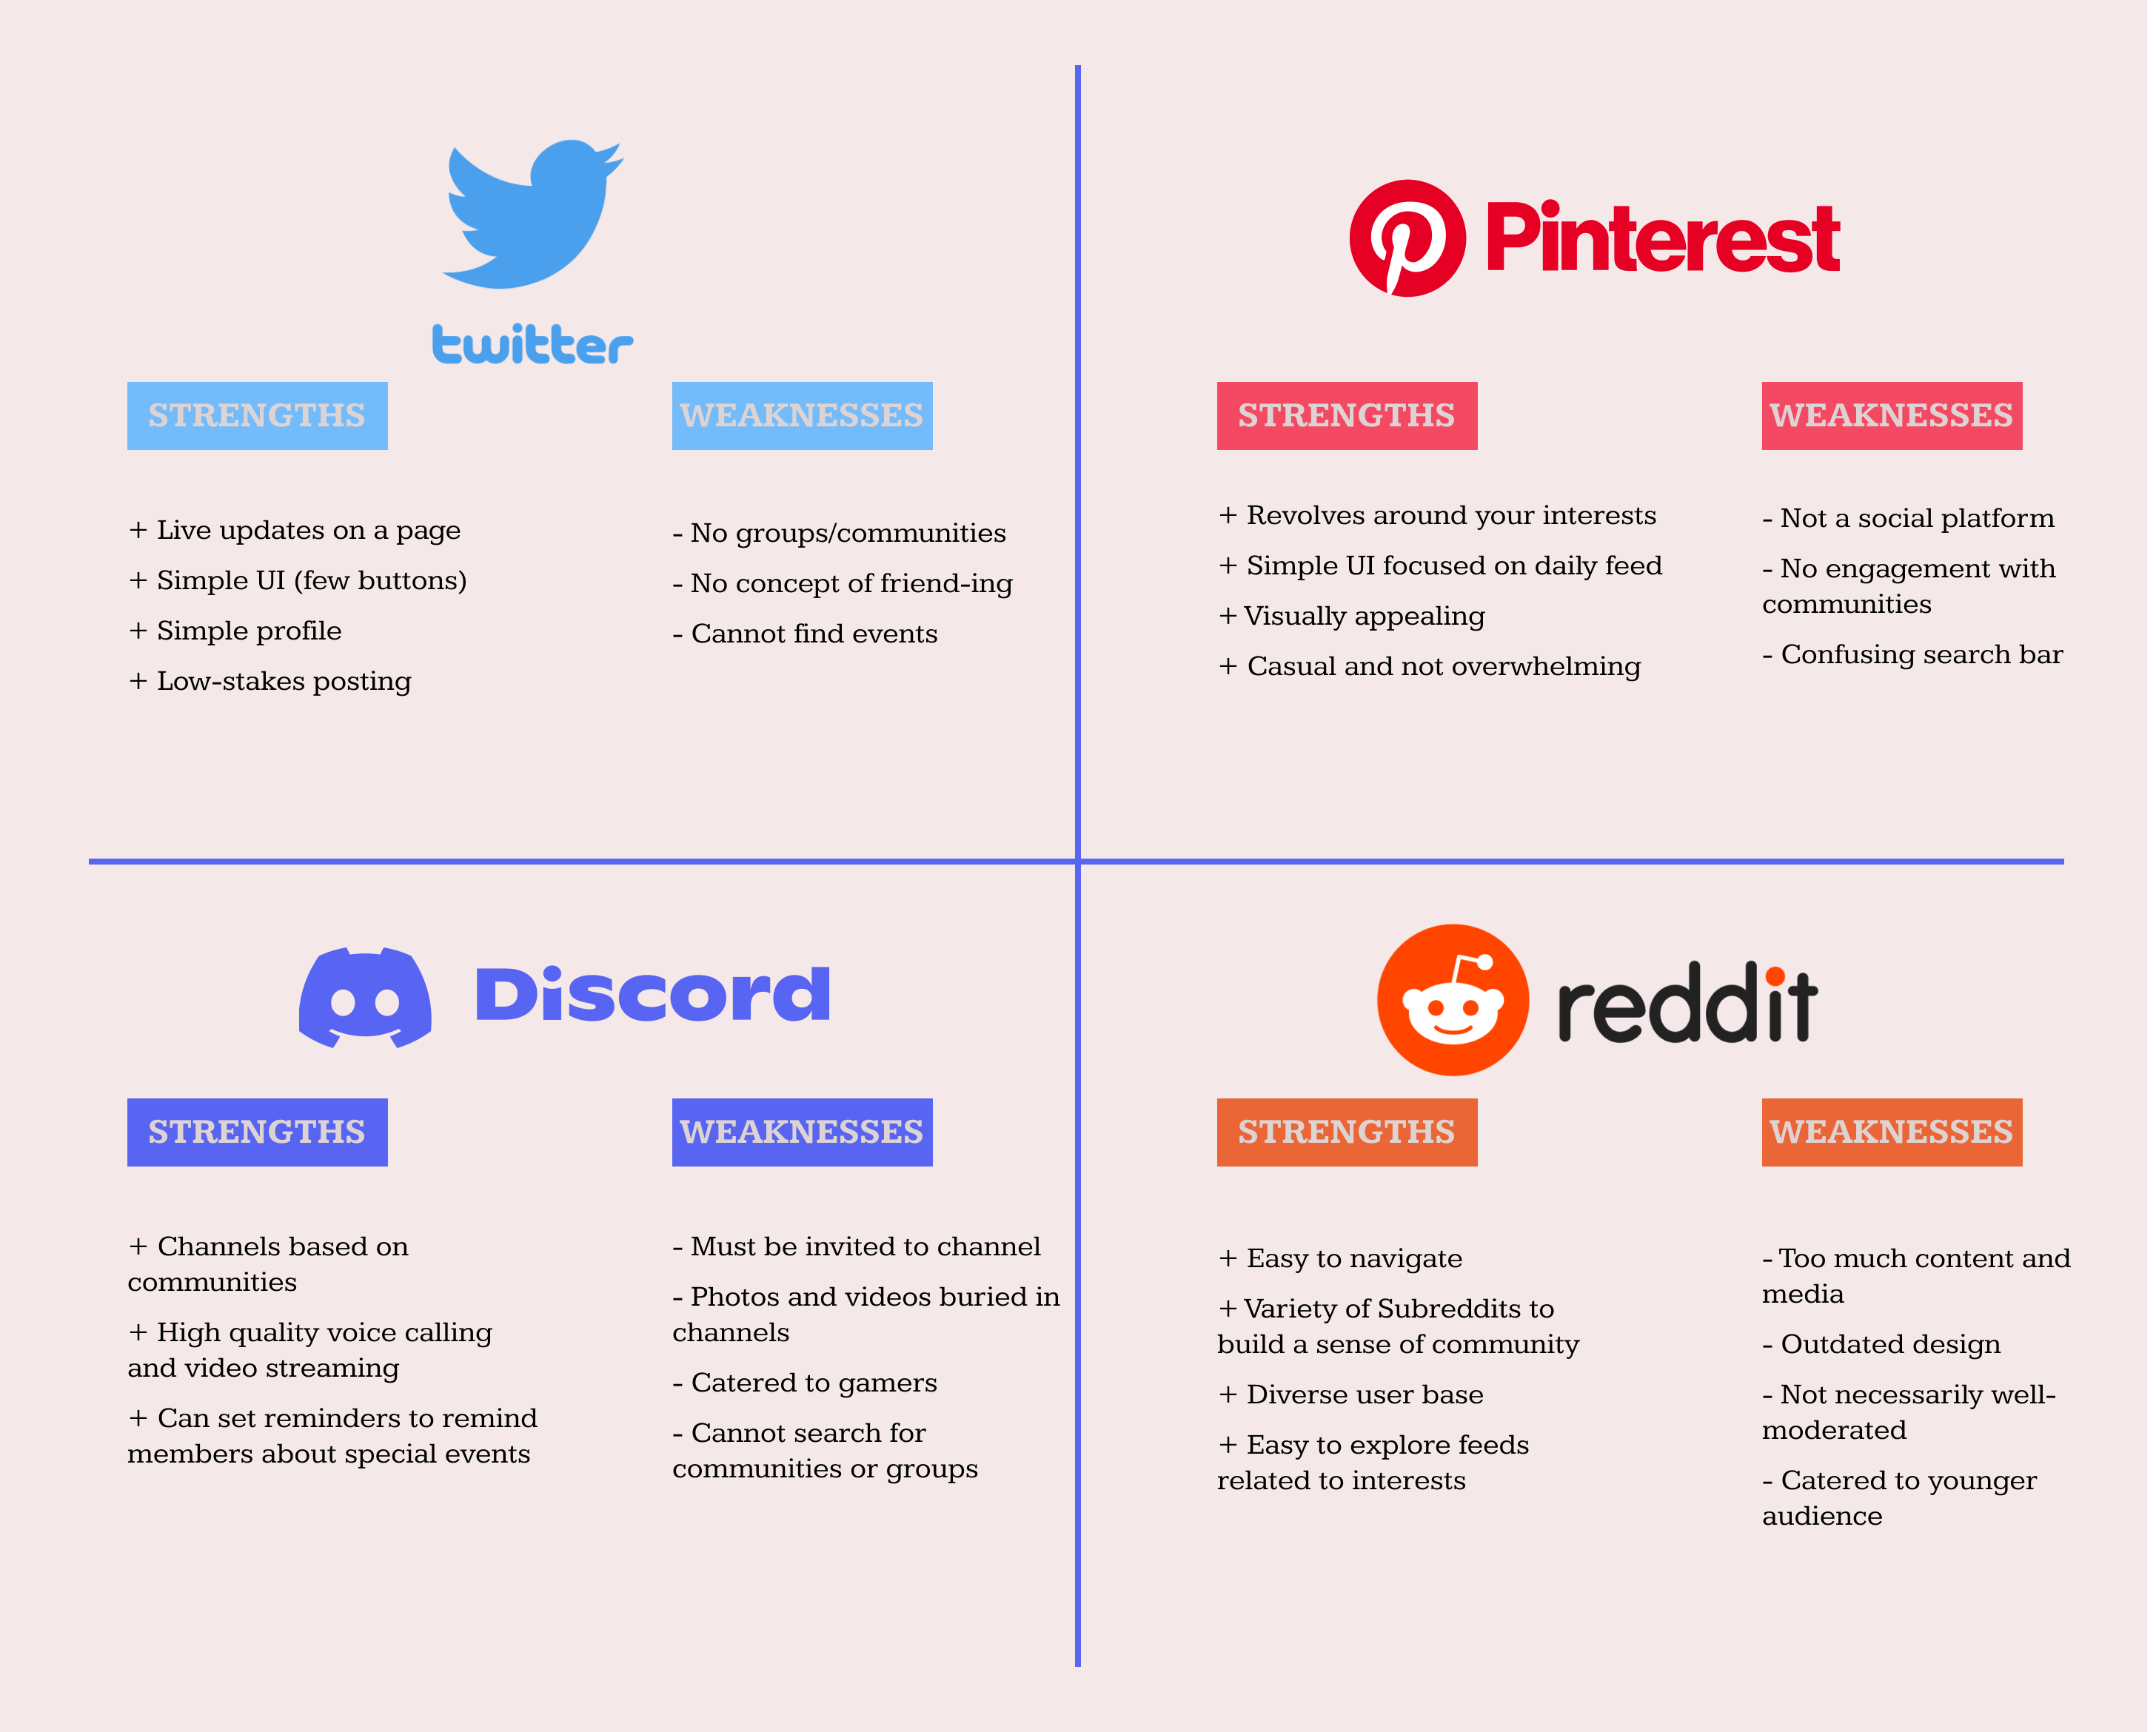 twitter
STRENGTHS
WEAKNESSES
+ Live updates on a page
+ Simple UI (few buttons)
+ Simple profile
+ Low-stakes posting
- No groups/communities
- No concept of friend-ing
- Cannot find events
Pinterest
STRENGTHS
WEAKNESSES
+ Revolves around your interests
+ Simple UI focused on daily feed
+ Visually appealing
+ Casual and not overwhelming
- Not a social platform
- No engagement with
communities
- Confusing search bar
Discord
STRENGTHS
WEAKNESSES
+ Channels based on
communities
+ High quality voice calling
and video streaming
+ Can set reminders to remind
members about special events
- Must be invited to channel
- Photos and videos buried in
channels
- Catered to gamers
- Cannot search for
communities or groups
reddit
STRENGTHS
WEAKNESSES
+ Easy to navigate
+ Variety of Subreddits to
build a sense of community
+ Diverse user base
+ Easy to explore feeds
related to interests
- Too much content and
media
- Outdated design
- Not necessarily well-
moderated
- Catered to younger
audience